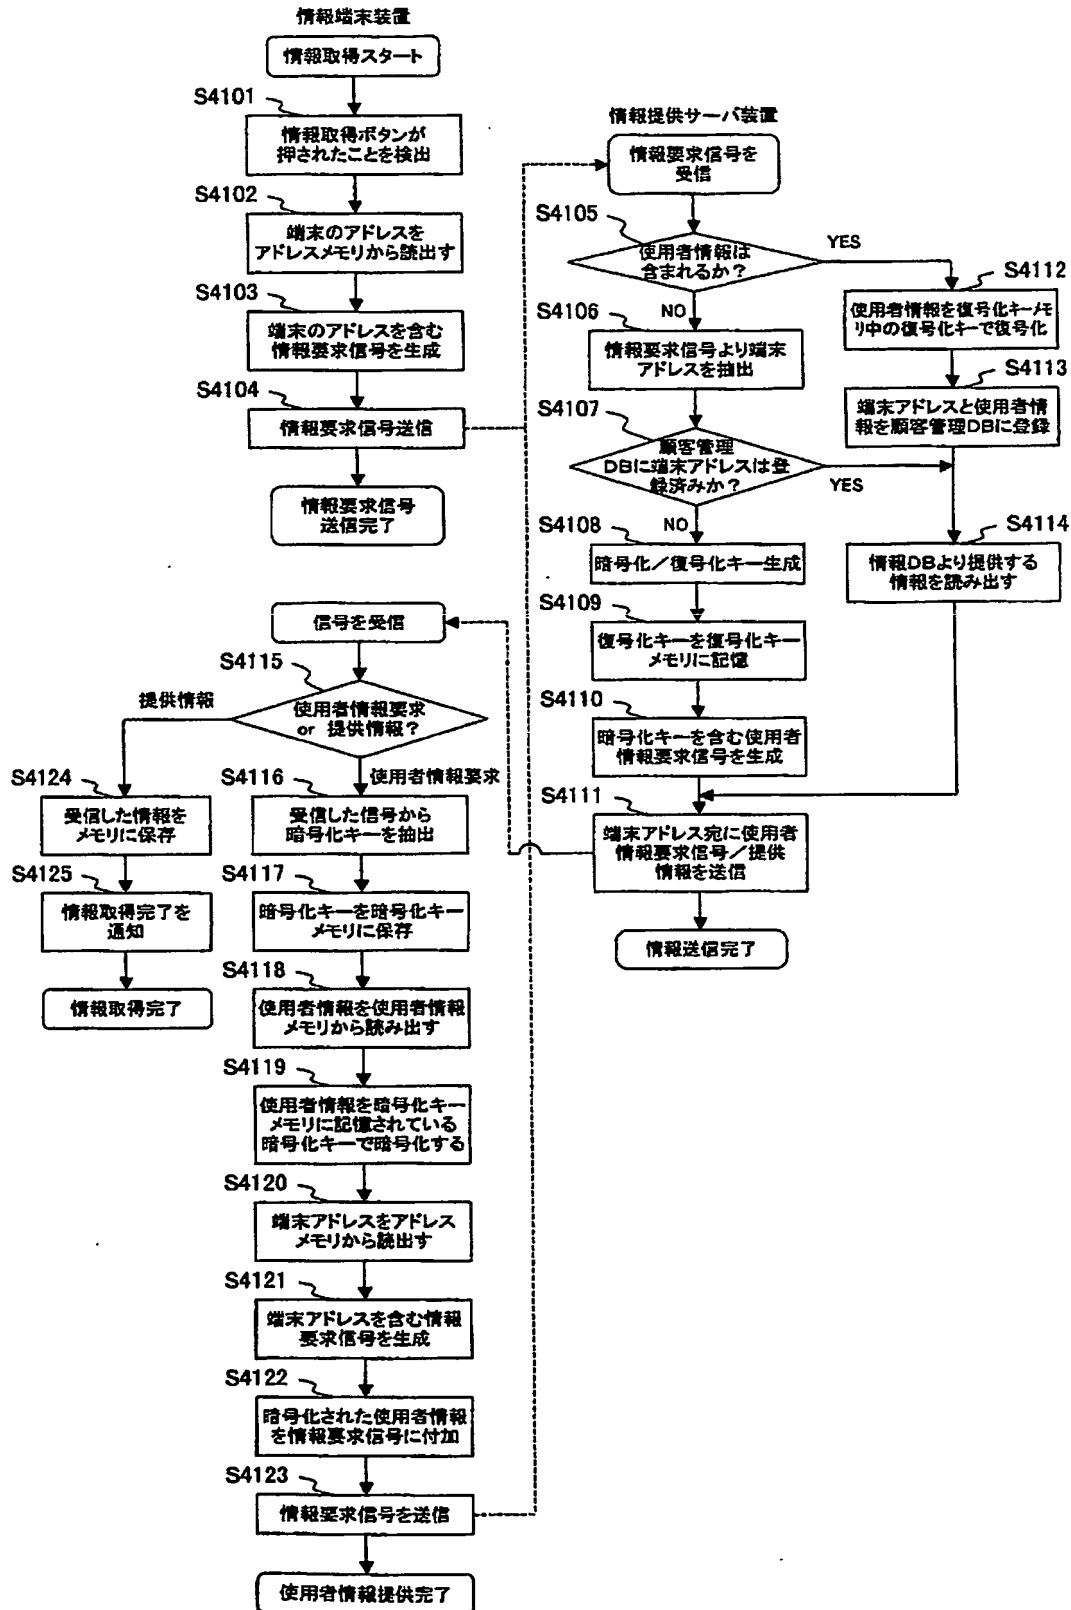 情報端末装置
情報取得スタート
S4101
情報取得ボタンが
押されたことを検出
S4102
端末のアドレスを
アドレスメモリから読出す
S4103
端末のアドレスを含む
情報要求信号を生成
S4104
情報要求信号送信
情報要求信号
送信完了
情報提供サーバ装置
情報要求信号を
受信
S4105
使用者情報は
含まれるか?
YES
NO
S4106
情報要求信号より端末
アドレスを抽出
S4107
顧客管理
DBに端末アドレスは登
録済みか?
YES
NO
S4108
暗号化/復号化キー生成
S4109
復号化キーを復号化キー
メモリに記憶
S4110
暗号化キーを含む使用者
情報要求信号を生成
S4111
端末アドレス宛に使用者
情報要求信号/提供
情報を送信
情報送信完了
S4112
使用者情報を復号化キーメモ
リ中の復号化キーで復号化
S4113
端末アドレスと使用者情
報を顧客管理DBに登録
S4114
情報DBより提供する
情報を読み出す
信号を受信
S4115
使用者情報要求
or 提供情報?
提供情報
使用者情報要求
S4124
受信した情報を
メモリに保存
S4125
情報取得完了を
通知
情報取得完了
S4116
受信した信号から
暗号化キーを抽出
S4117
暗号化キーを暗号化キー
メモリに保存
S4118
使用者情報を使用者情報
メモリから読み出す
S4119
使用者情報を暗号化キー
メモリに記憶されている
暗号化キーで暗号化する
S4120
端末アドレスをアドレス
メモリから読出す
S4121
端末アドレスを含む情報
要求信号を生成
S4122
暗号化された使用者情報
を情報要求信号に付加
S4123
情報要求信号を送信
使用者情報提供完了